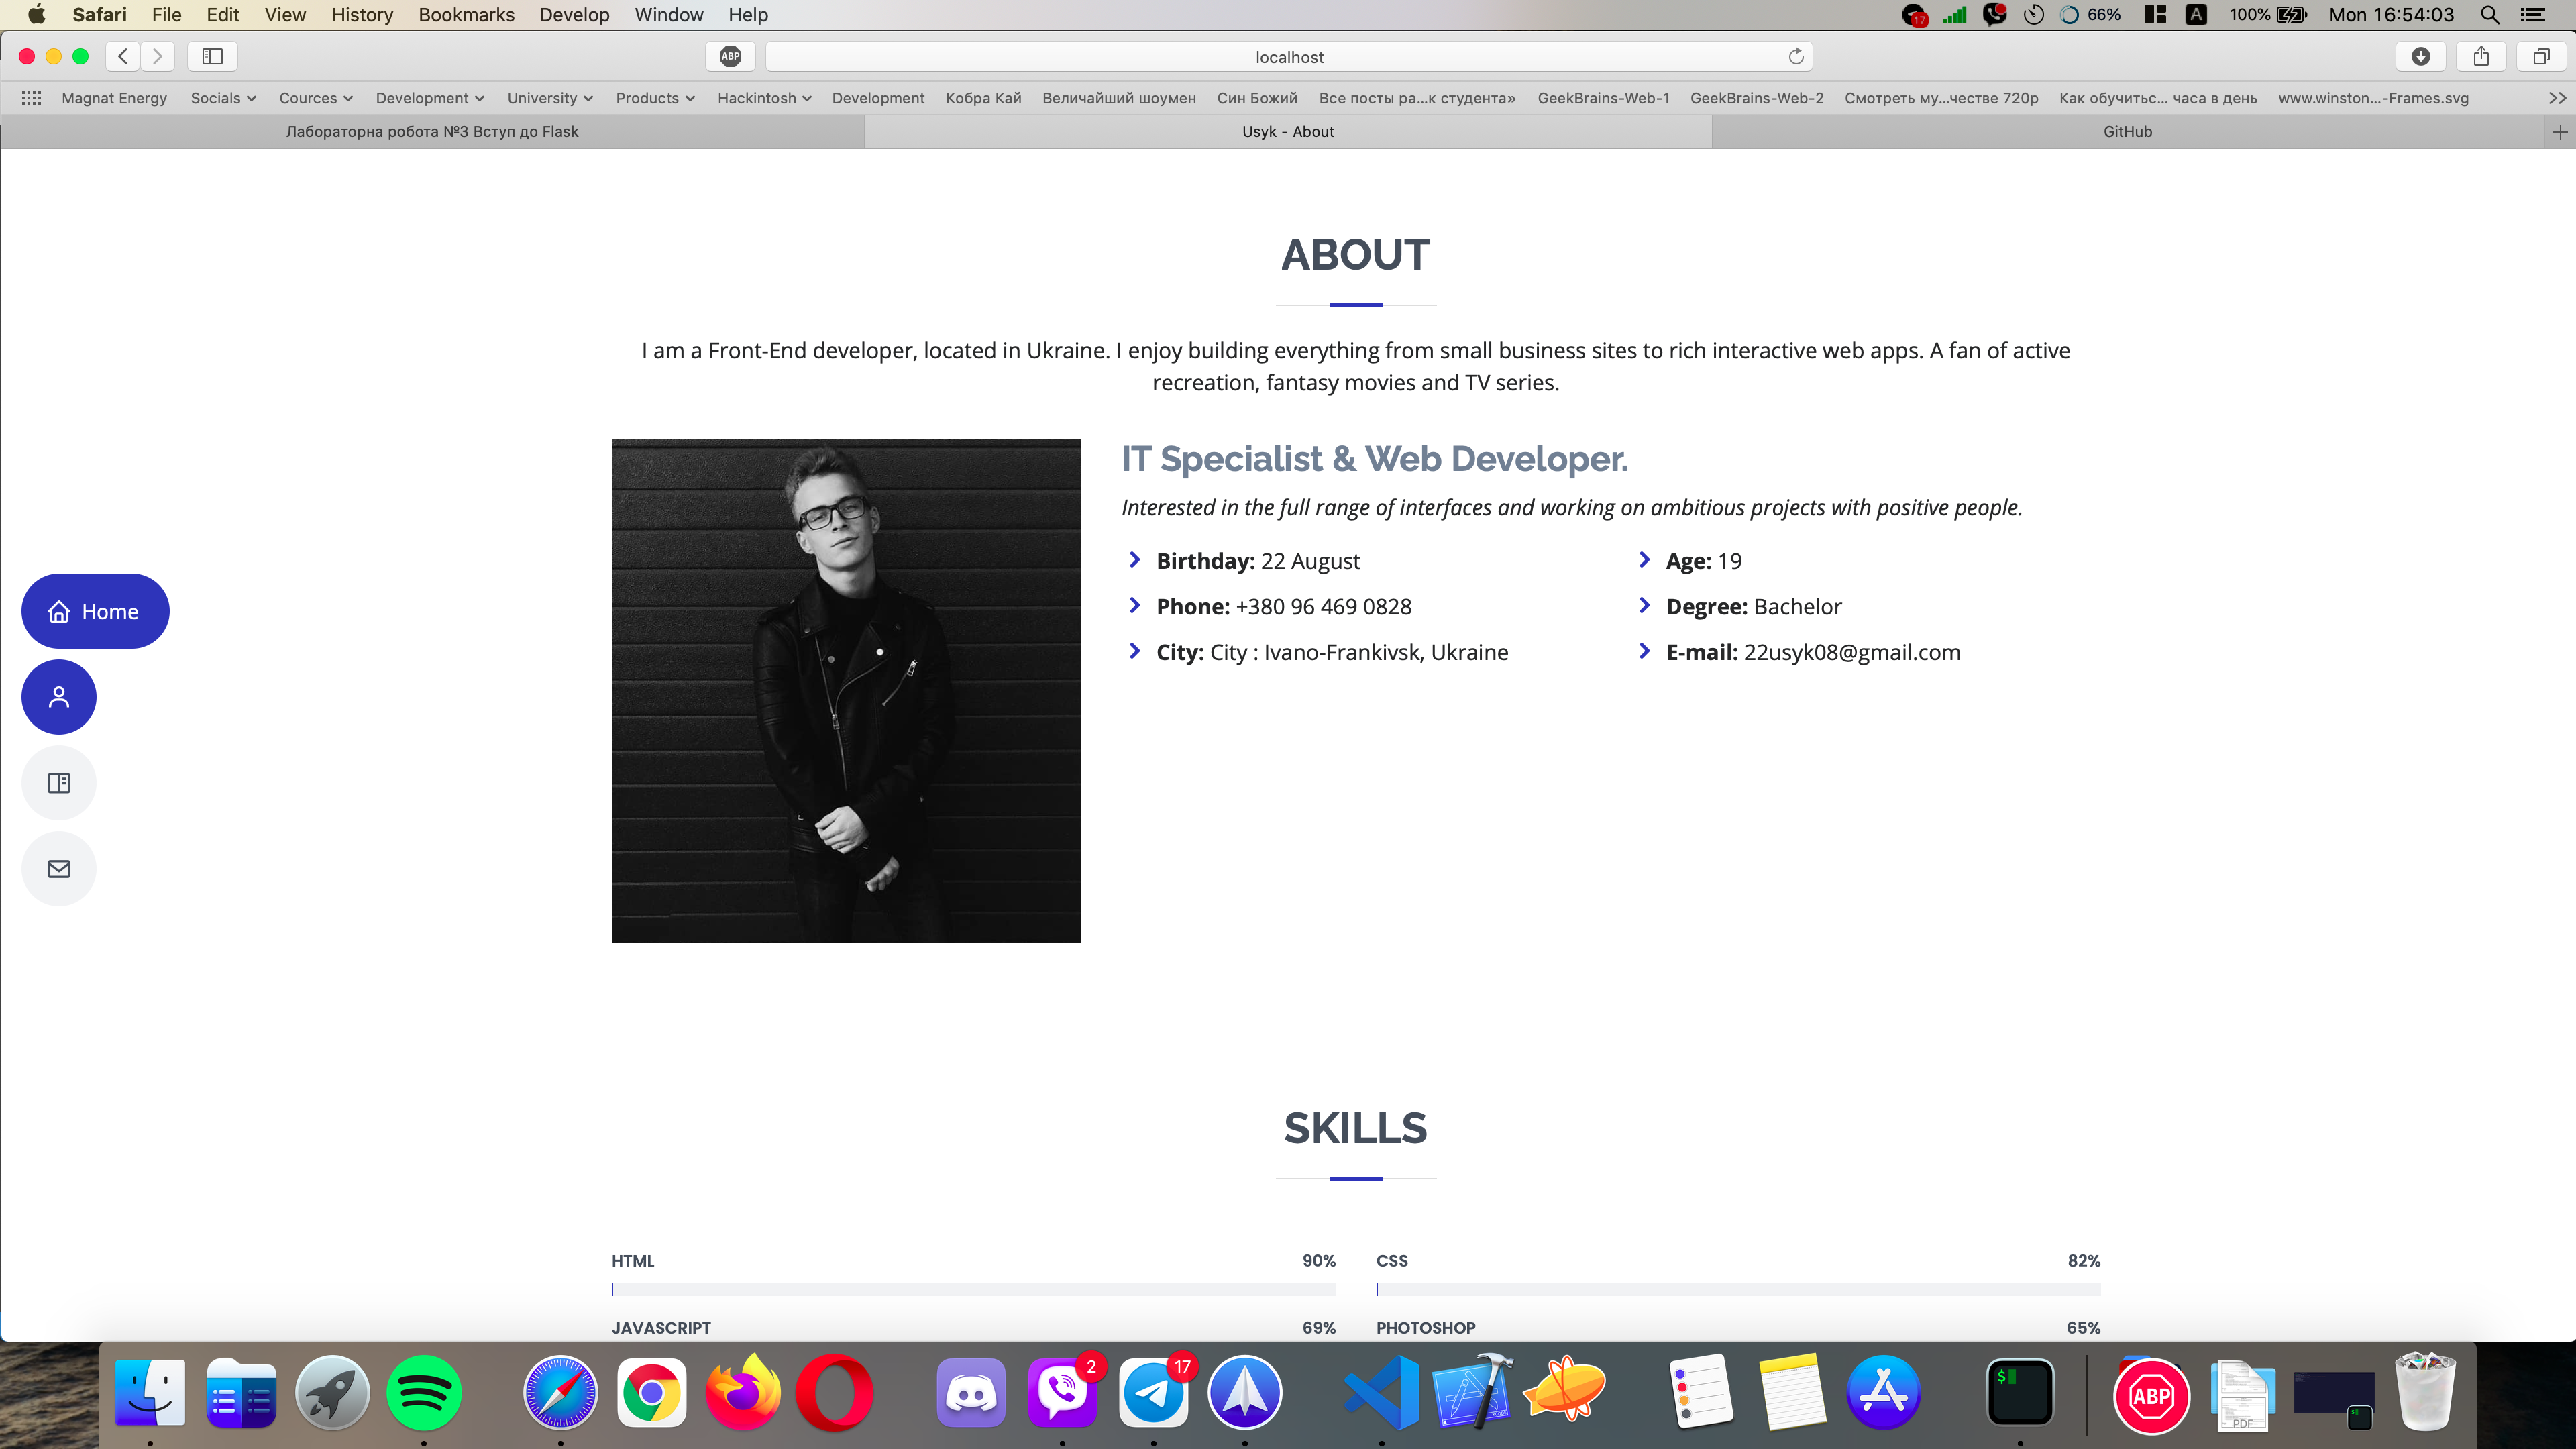 Safari File Edit View History Bookmarks Develop Window Help 17 66% A 100% Mon 16:54:03
ABP localhost
Magnat Energy Socials Cources Development University Products Hackintosh Development Кобра Кай Величайший шоумен Син Божий Все посты ра...к студента» GeekBrains-Web-1 GeekBrains-Web-2 Смотреть му...честве 720p Как обучитьс... часа в день www.winston...-Frames.svg
Лабораторна робота №3 Вступ до Flask Usyk - About GitHub
ABOUT
I am a Front-End developer, located in Ukraine. I enjoy building everything from small business sites to rich interactive web apps. A fan of active
recreation, fantasy movies and TV series.
IT Specialist & Web Developer.
Interested in the full range of interfaces and working on ambitious projects with positive people.
Birthday: 22 August Age: 19
Home
Phone: +380 96 469 0828 Degree: Bachelor
City: City : Ivano-Frankivsk, Ukraine E-mail: 22usyk08@gmail.com
SKILLS
HTML 90% CSS 82%
JAVASCRIPT 69% PHOTOSHOP 65%
2 17 $ ABP PDF